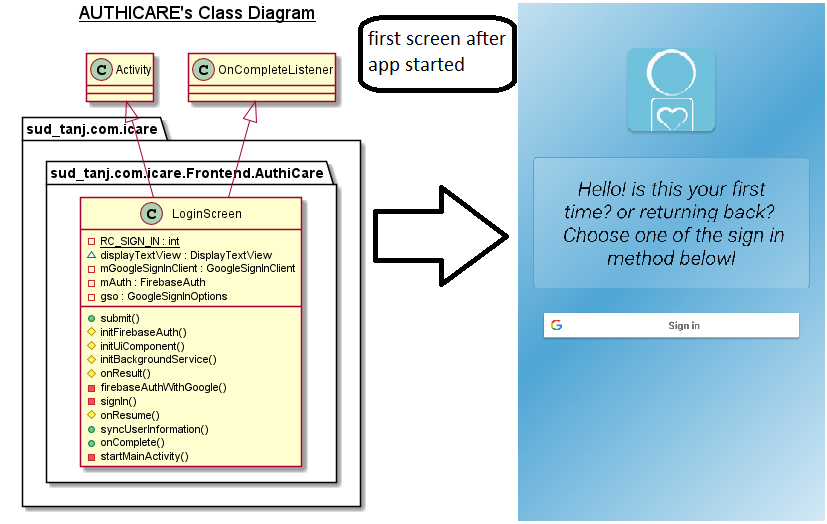 AUTHICARE's Class Diagram
C Activity
C OnCompleteListener
sud_tanj.com.icare
sud_tanj.com.icare.Frontend.AuthiCare
C LoginScreen
RC_SIGN_IN : int
displayTextView : DisplayTextView
mGoogleSignInClient : GoogleSignInClient
mAuth : FirebaseAuth
gso : GoogleSignInOptions
submit()
initFirebaseAuth()
initUiComponent()
initBackgroundService()
onResult()
firebaseAuthWithGoogle()
signIn()
onResume()
syncUserInformation()
onComplete()
startMainActivity()
first screen after
app started
Hello! is this your first
time? or returning back?
Choose one of the sign in
method below!
G Sign in